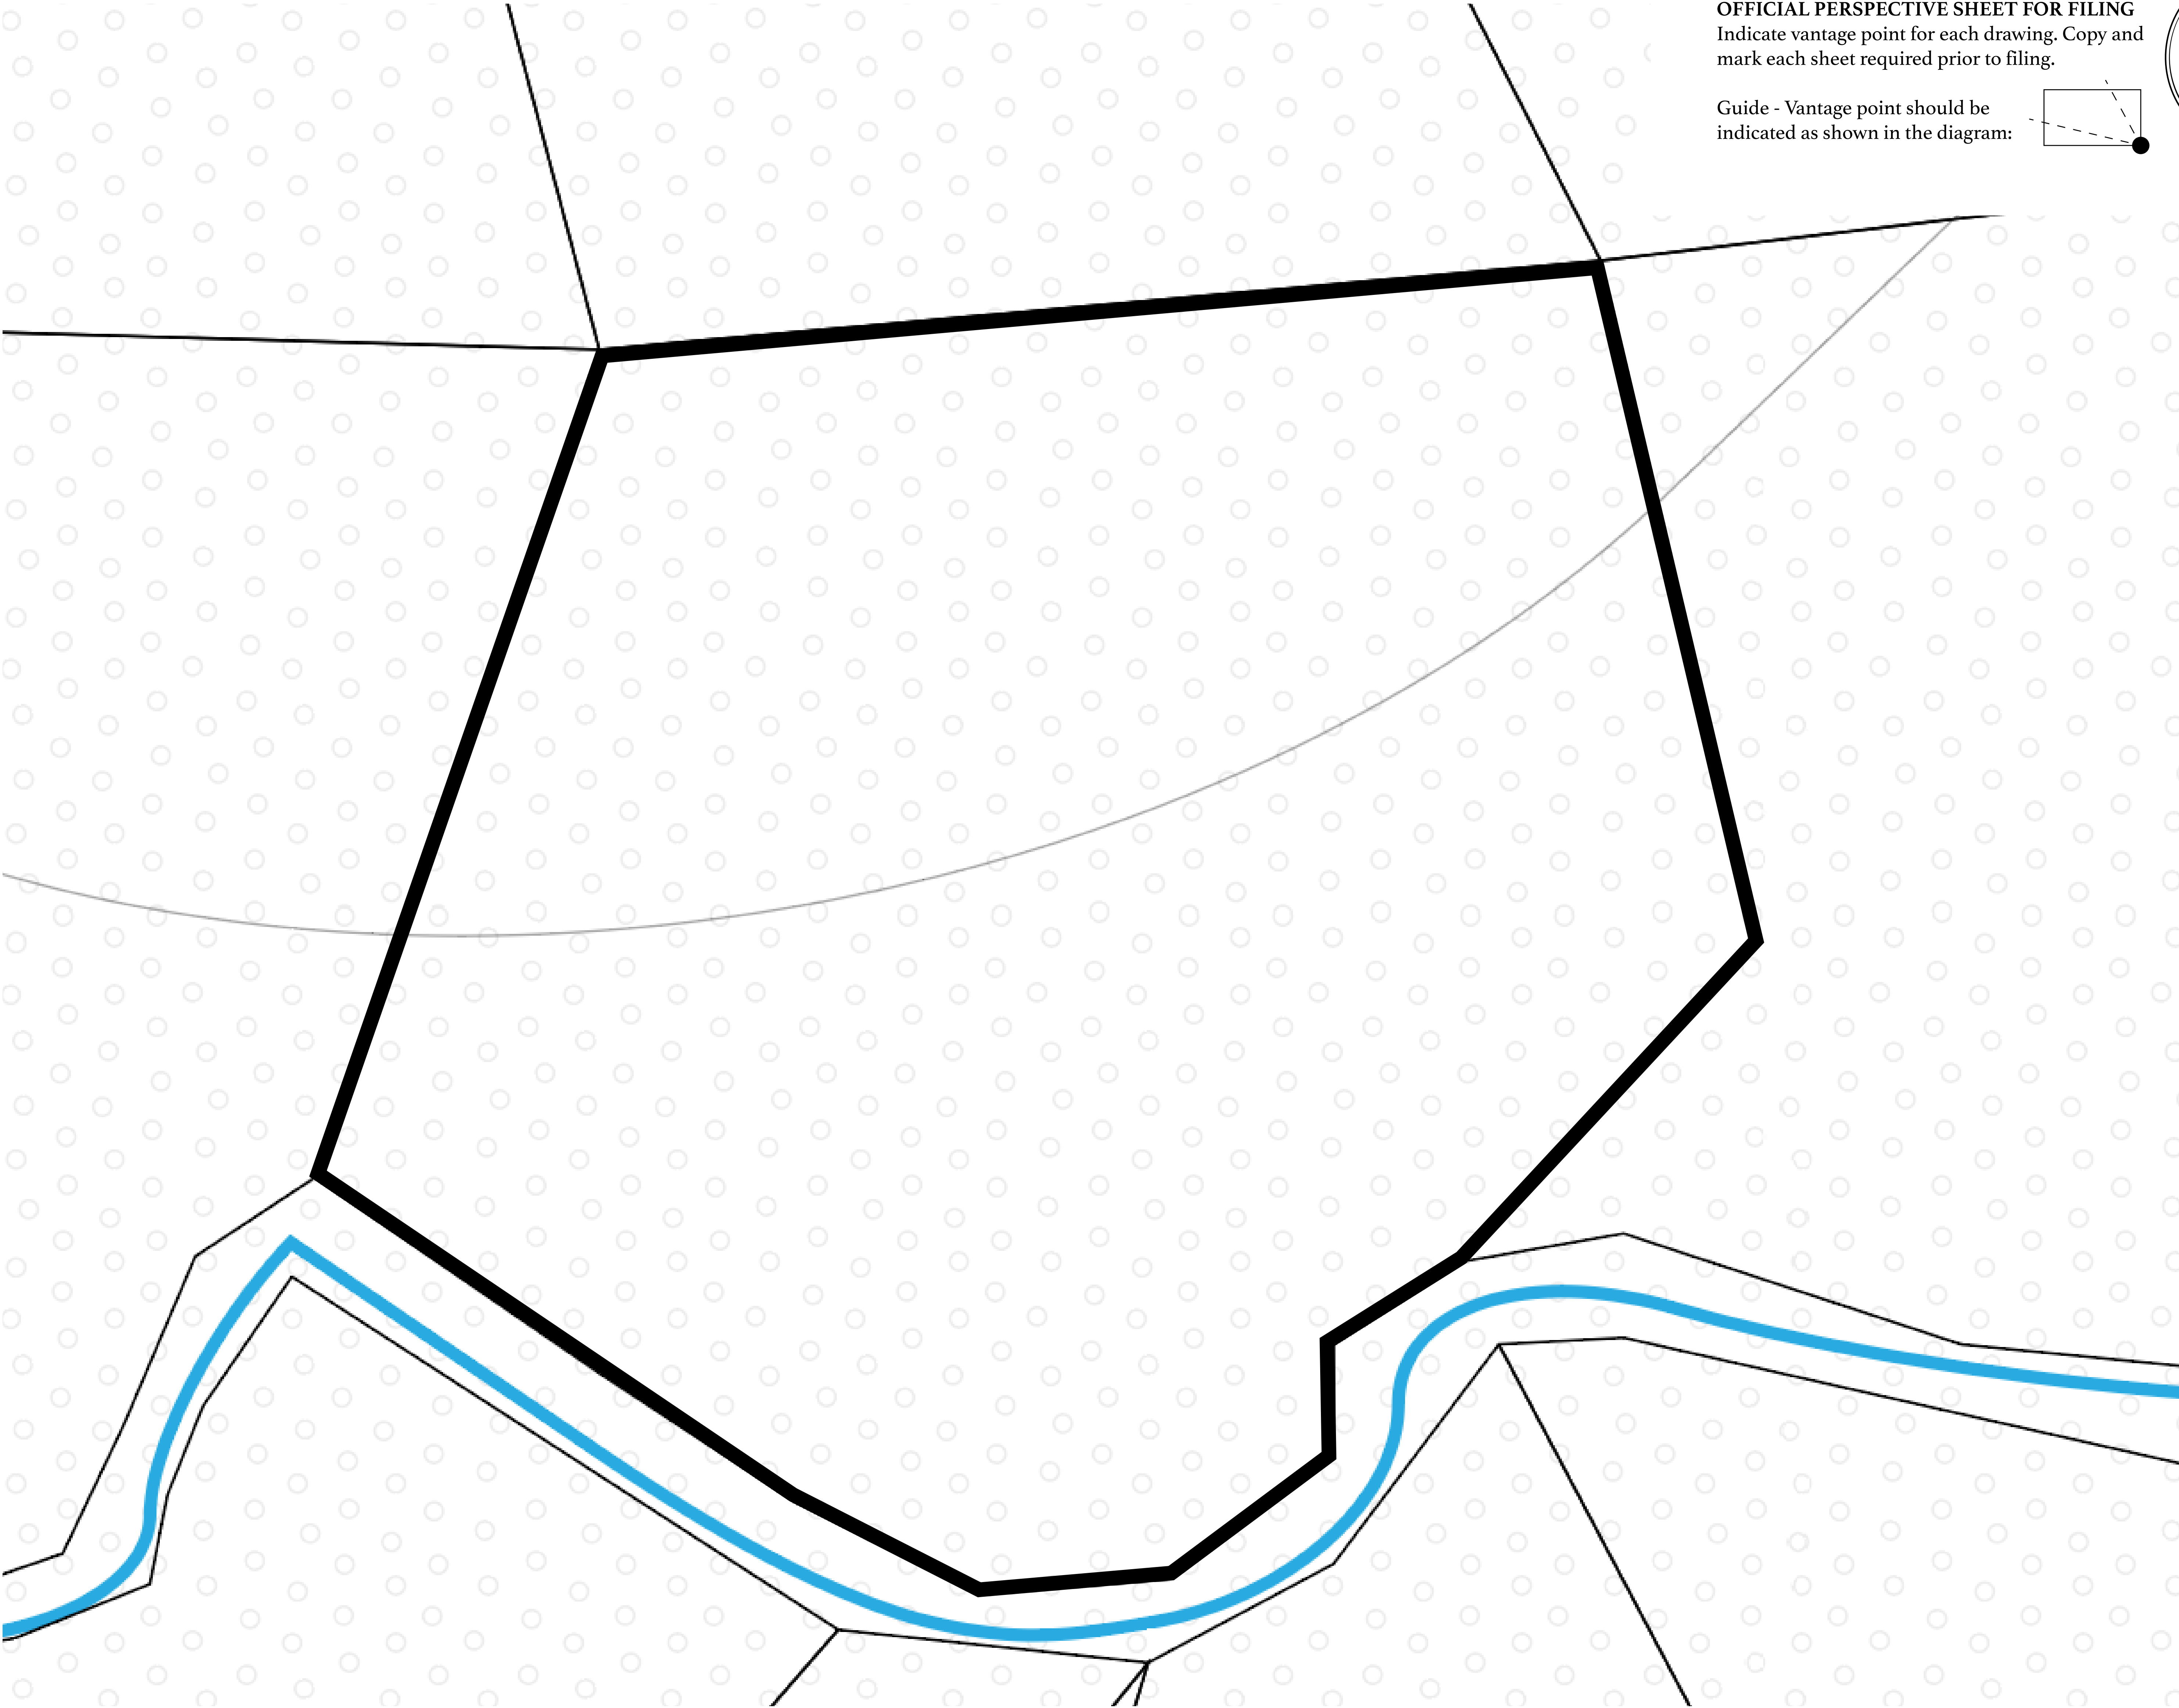 OFFICIAL PERSPECTIVE SHEET FOR FILING
Indicate vantage point for each drawing. Copy and
mark each sheet required prior to filing.
Guide - Vantage point should be
indicated as shown in the diagram: